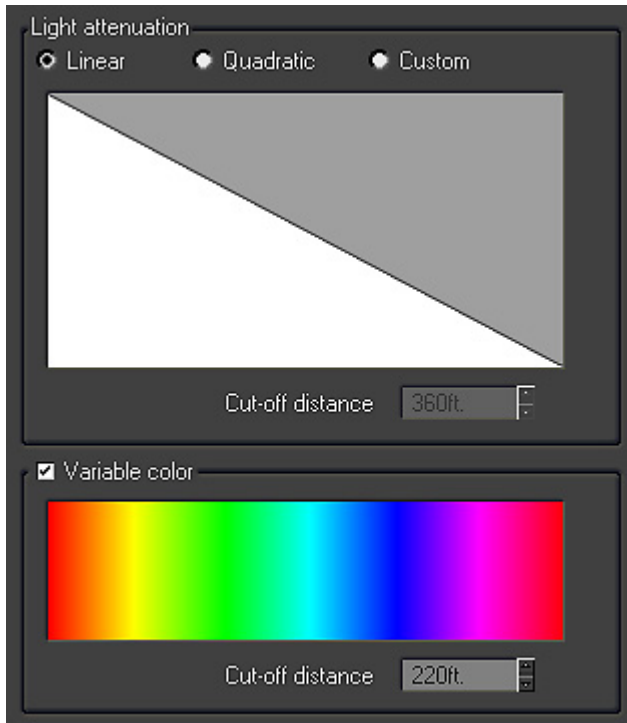 Light attenuation
Linear Quadratic Custom
Cut-off distance 360ft.
Variable color
Cut-off distance 220ft.